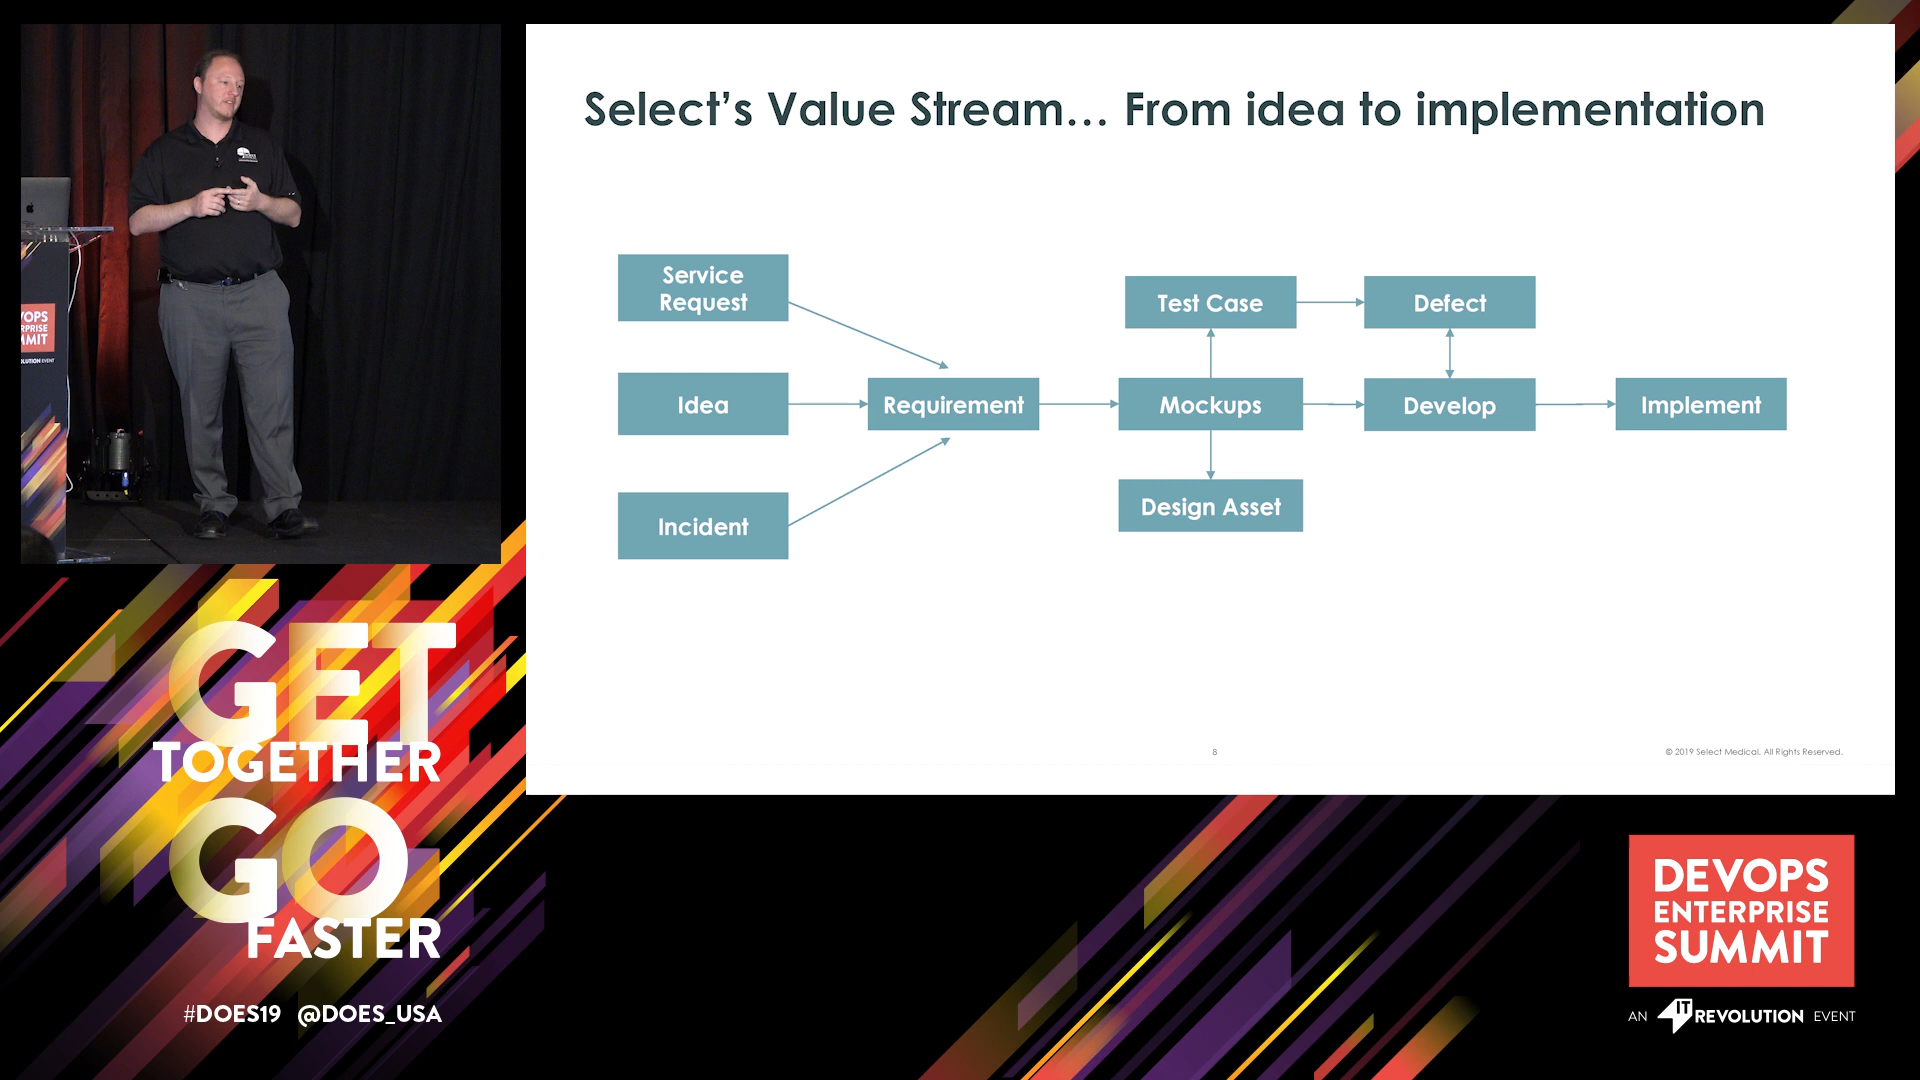 Select’s Value Stream… From idea to implementation
Service
Request
Idea
Incident
Requirement
Test Case
Mockups
Design Asset
Defect
Develop
Implement
8
© 2019 Select Medical. All Rights Reserved.
GET
TOGETHER
GO
FASTER
#DOES19 @DOES_USA
DEVOPS
ENTERPRISE
SUMMIT
AN IT REVOLUTION EVENT